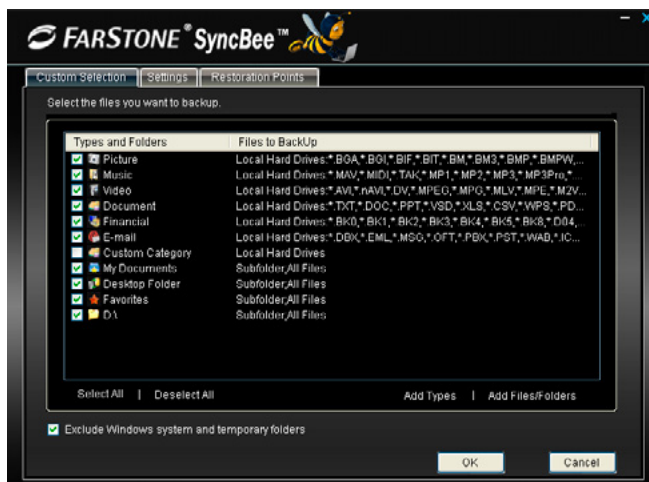 FARSTONE® SyncBee™
Custom Selection Settings Restoration Points
Select the files you want to backup.
Types and Folders Files to BackUp
Picture Local Hard Drives:*.BGA,*.BGI,*.BIF,*.BIT,*.BM,*.BM3,*.BMP,*.BMPW,...
Music Local Hard Drives:*.MAV,*.MIDI,*.TAK,*.MP1,*.MP2,*.MP3,*.MP3Pro,*....
Video Local Hard Drives:*.AVI,*.nAVI,*.DV,*.MPEG,*.MPG,*.MLV,*.MPE,*.M2V...
Document Local Hard Drives:*.TXT,*.DOC,*.PPT,*.VSD,*.XLS,*.CSV,*.WPS,*.PD...
Financial Local Hard Drives:*.BK0,*.BK1,*.BK2,*.BK3,*.BK4,*.BK5,*.BK8,*.D04,...
E-mail Local Hard Drives:*.DBX,*.EML,*.MSG,*.OFT,*.PBX,*.PST,*.WAB,*.IC...
Custom Category Local Hard Drives
My Documents Subfolder,All Files
Desktop Folder Subfolder,All Files
Favorites Subfolder,All Files
D:\ Subfolder,All Files
Select All | Deselect All Add Types | Add Files/Folders
Exclude Windows system and temporary folders
OK Cancel